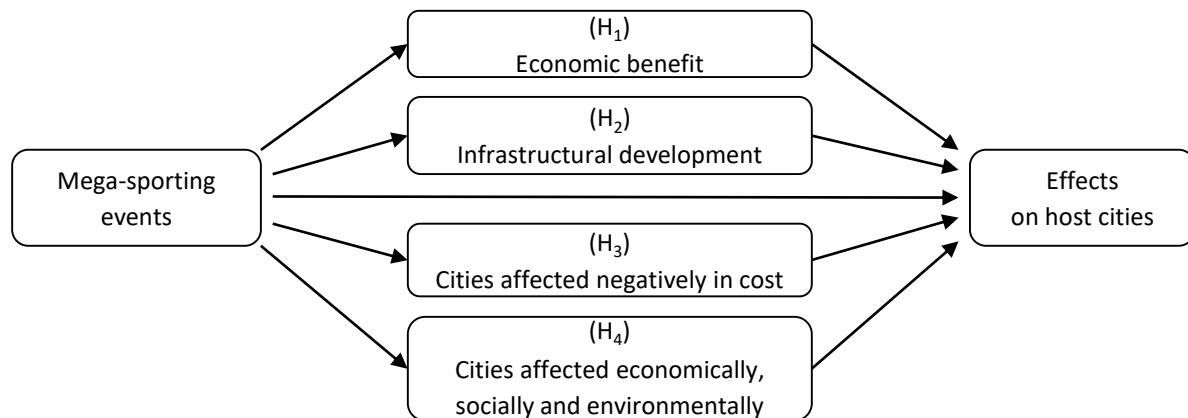 (H₁)
Economic benefit
(H₂)
Infrastructural development
Mega-sporting
events
Effects
on host cities
(H₃)
Cities affected negatively in cost
(H₄)
Cities affected economically,
socially and environmentally